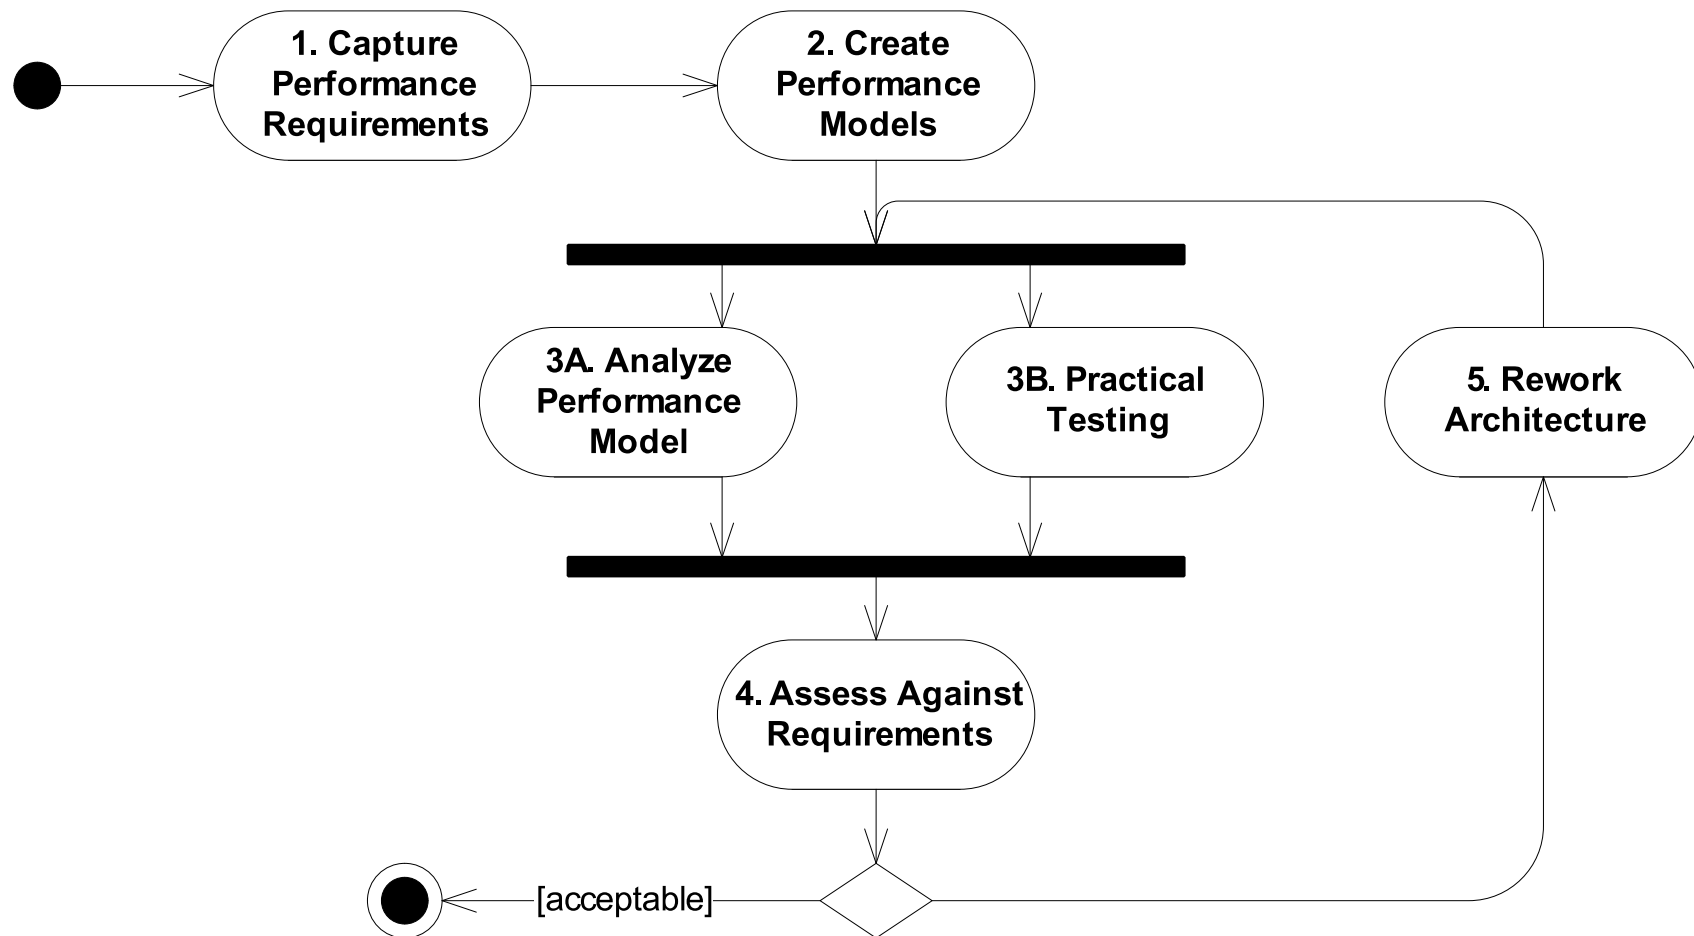 1. Capture
Performance
Requirements
2. Create
Performance
Models
3A. Analyze
Performance
Model
3B. Practical
Testing
5. Rework
Architecture
4. Assess Against
Requirements
[acceptable]